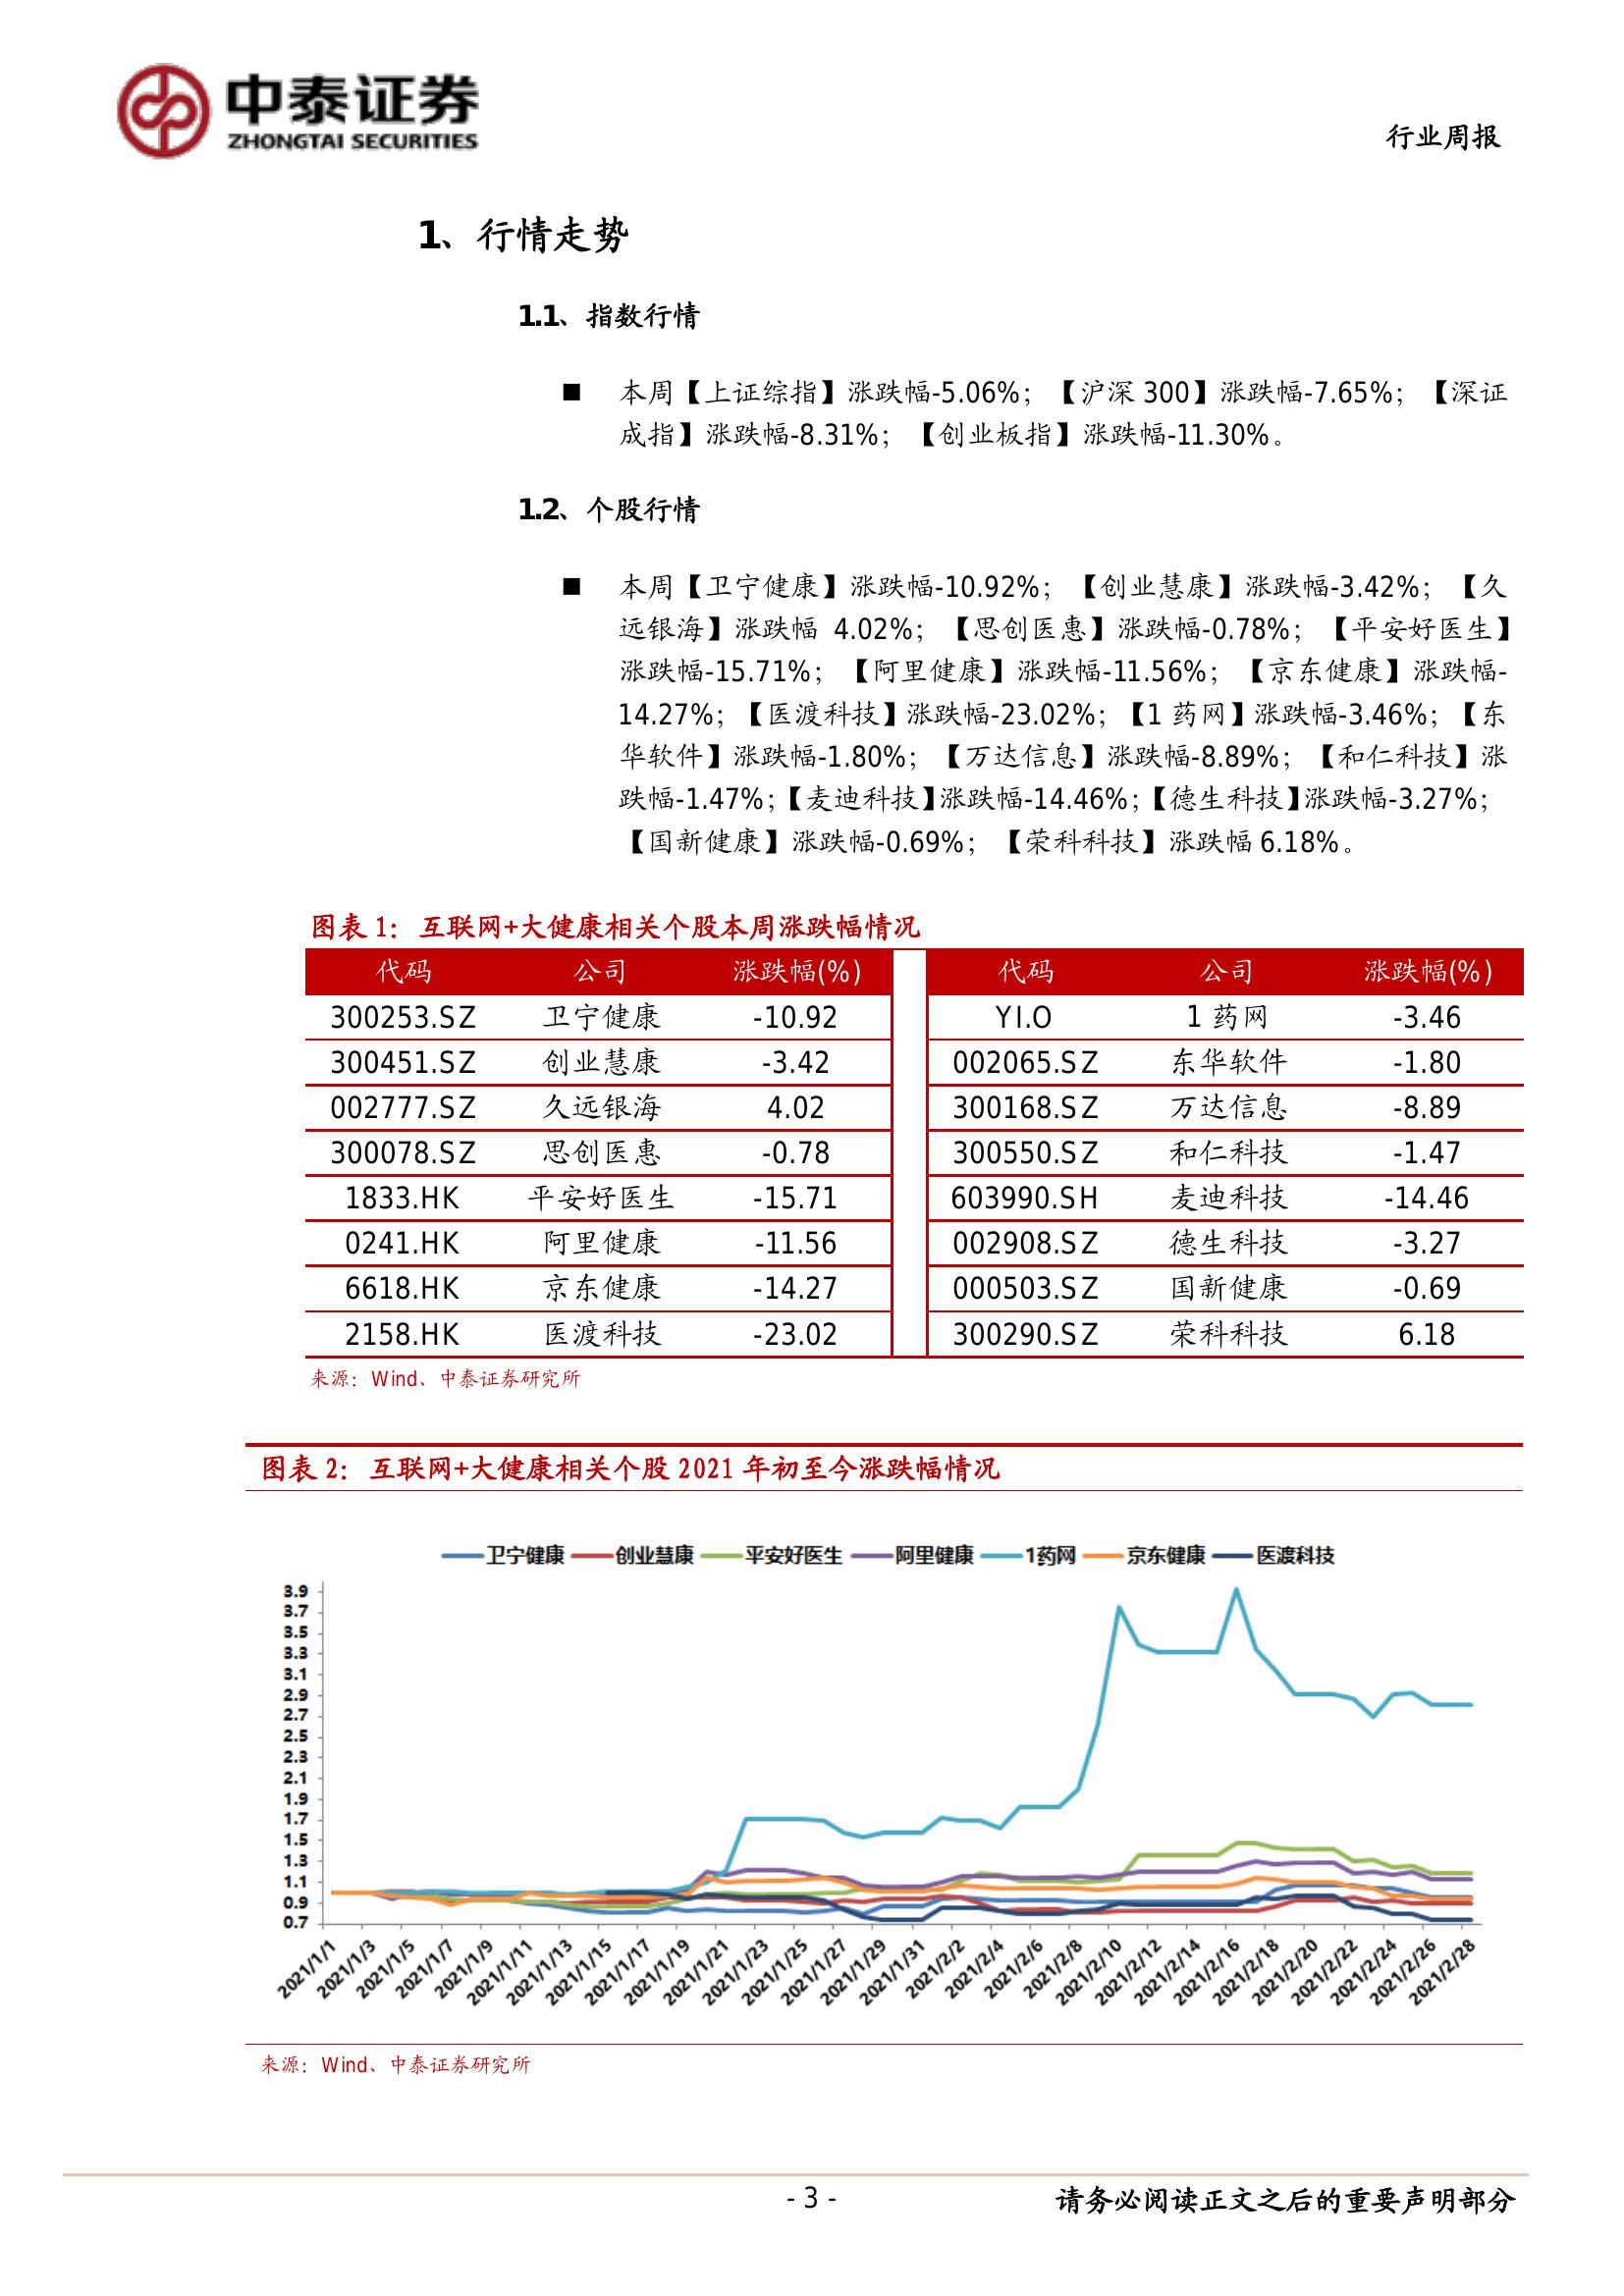 中泰证券
ZHONGTAI SECURITIES
行业周报
1、行情走势
1.1、指数行情
■ 本周【上证综指】涨跌幅-5.06%；【沪深 300】涨跌幅-7.65%；【深证
成指】涨跌幅-8.31%；【创业板指】涨跌幅-11.30%。
1.2、个股行情
■ 本周【卫宁健康】涨跌幅-10.92%；【创业慧康】涨跌幅-3.42%；【久
远银海】涨跌幅 4.02%；【思创医惠】涨跌幅-0.78%；【平安好医生】
涨跌幅-15.71%；【阿里健康】涨跌幅-11.56%；【京东健康】涨跌幅-
14.27%；【医渡科技】涨跌幅-23.02%；【1 药网】涨跌幅-3.46%；【东
华软件】涨跌幅-1.80%；【万达信息】涨跌幅-8.89%；【和仁科技】涨
跌幅-1.47%；【麦迪科技】涨跌幅-14.46%；【德生科技】涨跌幅-3.27%；
【国新健康】涨跌幅-0.69%；【荣科科技】涨跌幅 6.18%。
图表 1：互联网+大健康相关个股本周涨跌幅情况
代码 公司 涨跌幅(%) 代码 公司 涨跌幅(%)
300253.SZ 卫宁健康 -10.92 YI.O 1 药网 -3.46
300451.SZ 创业慧康 -3.42 002065.SZ 东华软件 -1.80
002777.SZ 久远银海 4.02 300168.SZ 万达信息 -8.89
300078.SZ 思创医惠 -0.78 300550.SZ 和仁科技 -1.47
1833.HK 平安好医生 -15.71 603990.SH 麦迪科技 -14.46
0241.HK 阿里健康 -11.56 002908.SZ 德生科技 -3.27
6618.HK 京东健康 -14.27 000503.SZ 国新健康 -0.69
2158.HK 医渡科技 -23.02 300290.SZ 荣科科技 6.18
来源：Wind、中泰证券研究所
图表 2：互联网+大健康相关个股 2021 年初至今涨跌幅情况
卫宁健康 创业慧康 平安好医生 阿里健康 1药网 京东健康 医渡科技
3.9
3.7
3.5
3.3
3.1
2.9
2.7
2.5
2.3
2.1
1.9
1.7
1.5
1.3
1.1
0.9
0.7
2021/1/1 2021/1/3 2021/1/5 2021/1/7 2021/1/9 2021/1/11 2021/1/13 2021/1/15 2021/1/17 2021/1/19 2021/1/21 2021/1/23 2021/1/25 2021/1/27 2021/1/29 2021/1/31 2021/2/2 2021/2/4 2021/2/6 2021/2/8 2021/2/10 2021/2/12 2021/2/14 2021/2/16 2021/2/18 2021/2/20 2021/2/22 2021/2/24 2021/2/26 2021/2/28
来源：Wind、中泰证券研究所
- 3 -
请务必阅读正文之后的重要声明部分